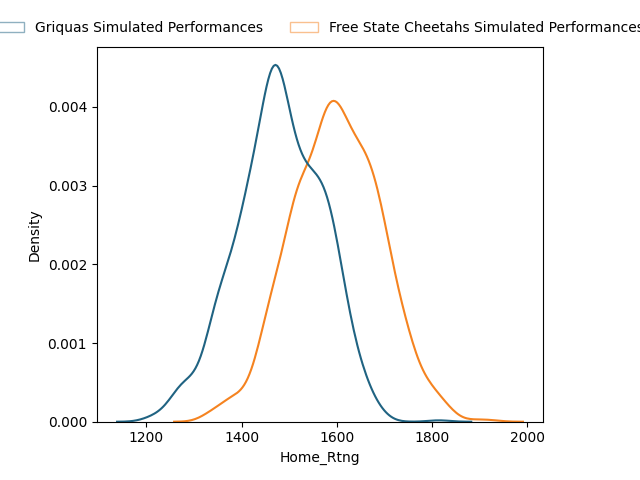 Griquas Simulated Performances
Free State Cheetahs Simulated Performances
0.004
0.003
0.002
0.001
0.000
Density
1200
1400
1600
1800
2000
Home_Rtng